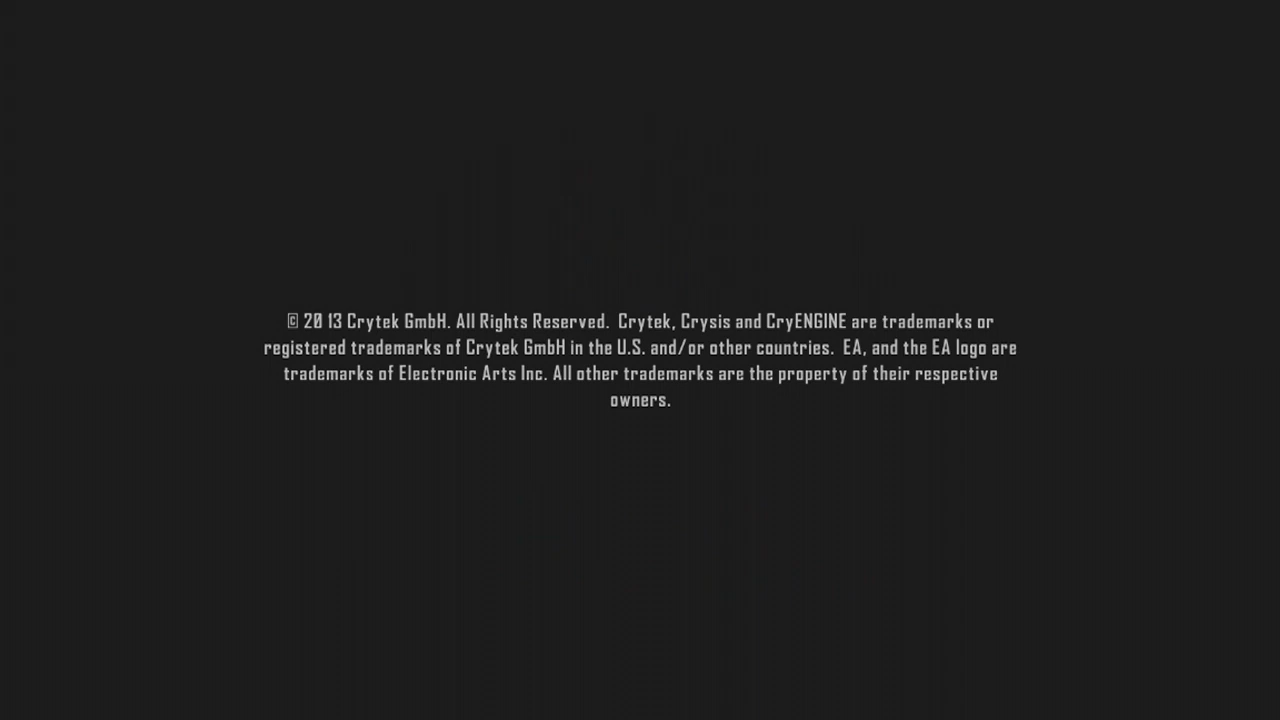 © 2013 Crytek GmbH. All Rights Reserved.  Crytek, Crysis and CryENGINE are trademarks or
registered trademarks of Crytek GmbH in the U.S. and/or other countries.  EA, and the EA logo are
trademarks of Electronic Arts Inc. All other trademarks are the property of their respective
owners.